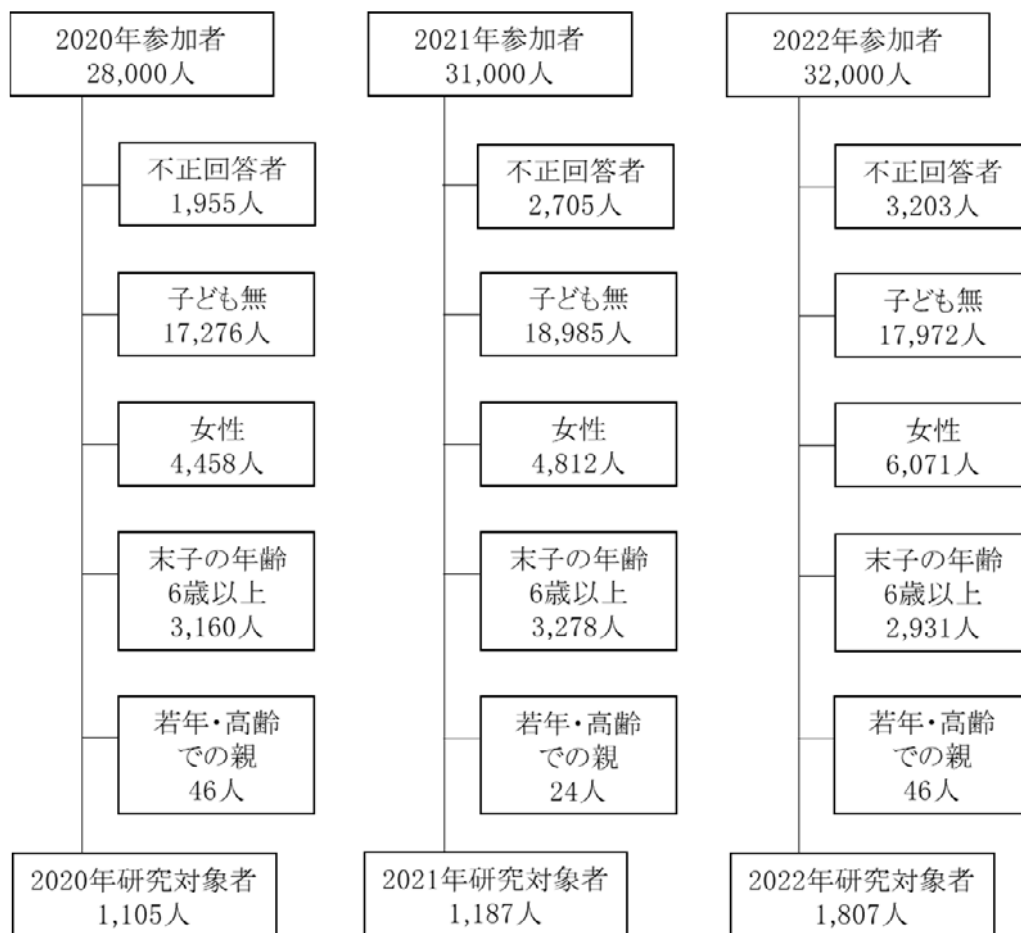 2020年参加者
28,000人
不正回答者
1,955人
子ども無
17,276人
女性
4,458人
末子の年齢
6歳以上
3,160人
若年・高齢
での親
46人
2020年研究対象者
1,105人
2021年参加者
31,000人
不正回答者
2,705人
子ども無
18,985人
女性
4,812人
末子の年齢
6歳以上
3,278人
若年・高齢
での親
24人
2021年研究対象者
1,187人
2022年参加者
32,000人
不正回答者
3,203人
子ども無
17,972人
女性
6,071人
末子の年齢
6歳以上
2,931人
若年・高齢
での親
46人
2022年研究対象者
1,807人